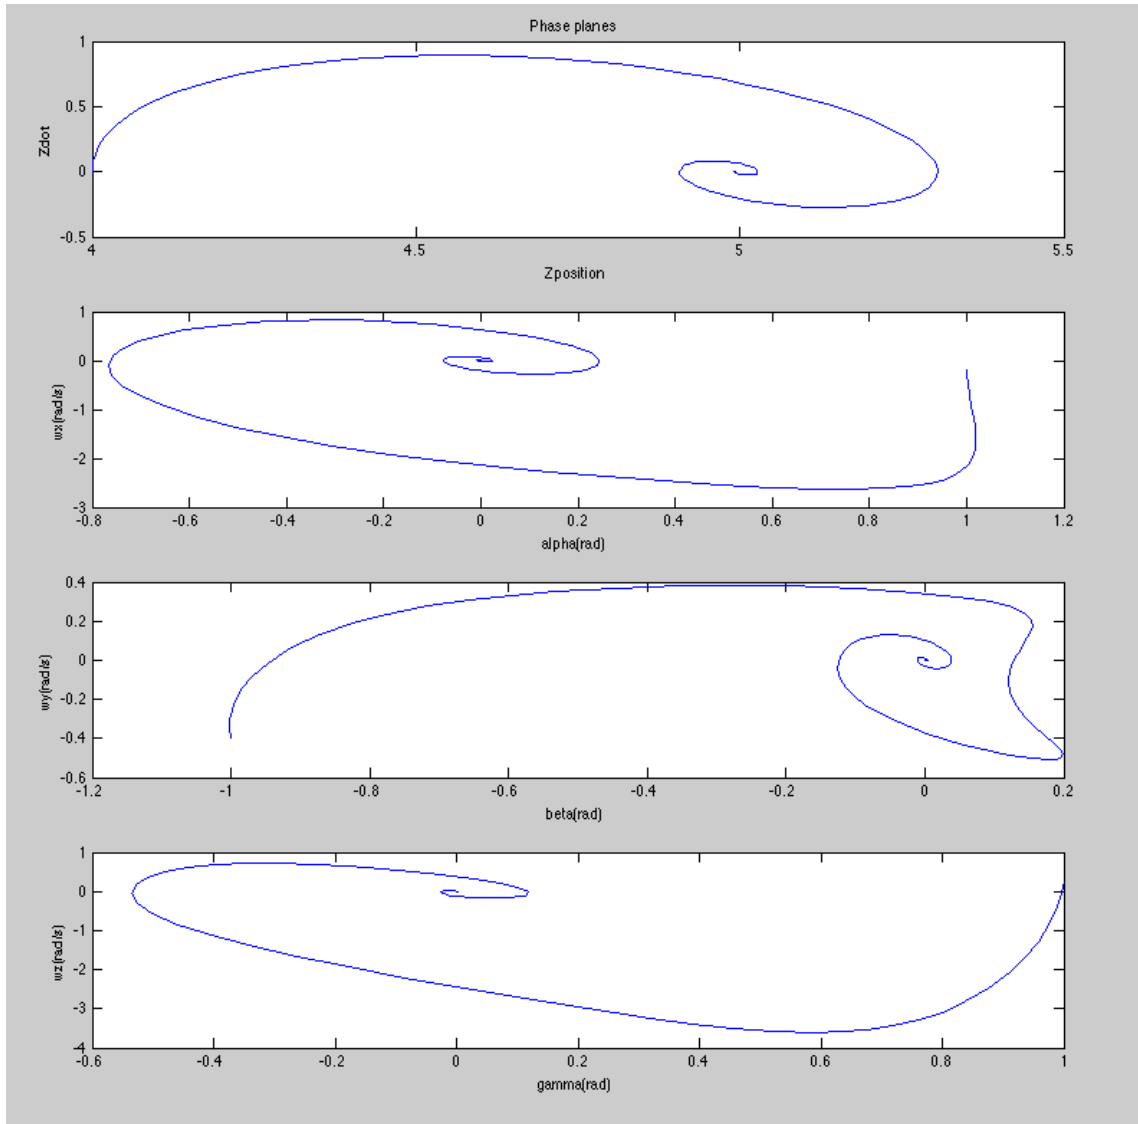 Phase planes
1
0.5
0
-0.5
Zdot
4 4.5 5 5.5
Zposition
1
0
-1
-2
-3
wx(rad/s)
-0.8 -0.6 -0.4 -0.2 0 0.2 0.4 0.6 0.8 1 1.2
alpha(rad)
0.4
0.2
0
-0.2
-0.4
-0.6
wy(rad/s)
-1.2 -1 -0.8 -0.6 -0.4 -0.2 0 0.2
beta(rad)
1
0
-1
-2
-3
-4
wz(rad/s)
-0.6 -0.4 -0.2 0 0.2 0.4 0.6 0.8 1
gamma(rad)